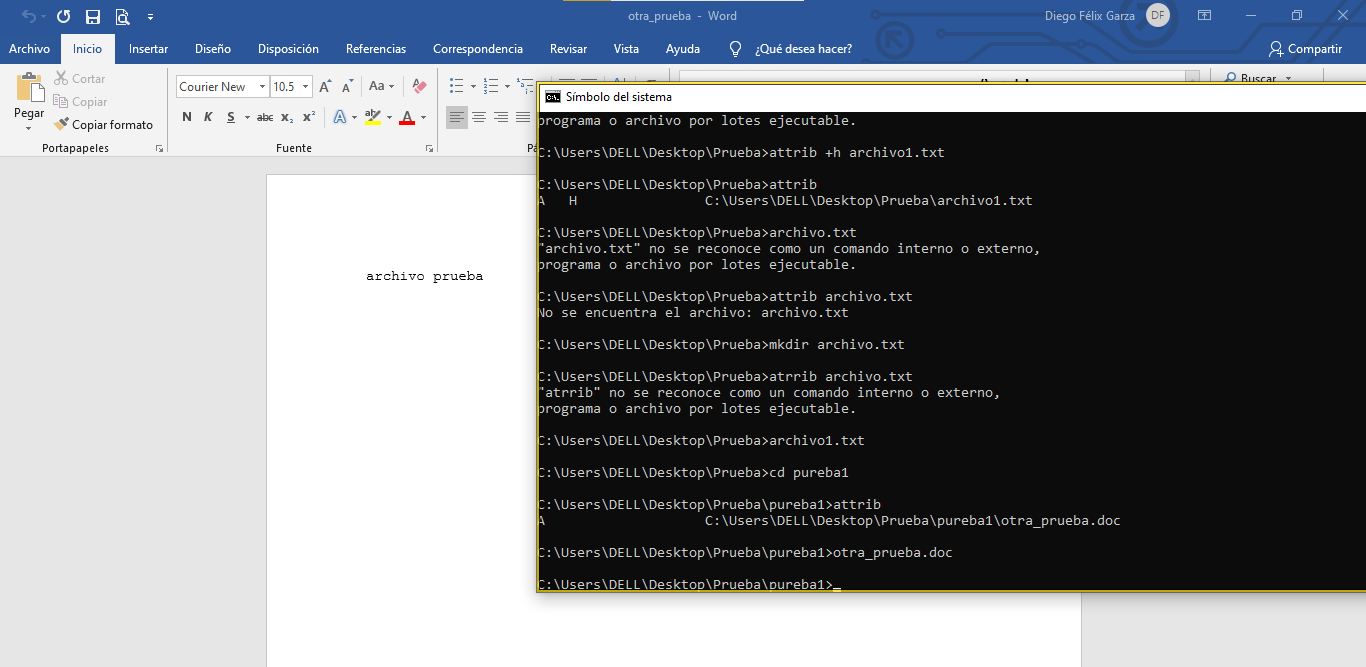 otra_prueba - Word
Diego Félix Garza
DF
Archivo Inicio Insertar Diseño Disposición Referencias Correspondencia Revisar Vista Ayuda ¿Qué desea hacer? Compartir
Pegar
Cortar
Copiar
Copiar formato
Portapapeles
Courier New 10.5
Aa
N K S abc x₂ x²
Fuente
Buscar
archivo prueba
Símbolo del sistema
programa o archivo por lotes ejecutable.
C:\Users\DELL\Desktop\Prueba>attrib +h archivo1.txt
C:\Users\DELL\Desktop\Prueba>attrib
A H C:\Users\DELL\Desktop\Prueba\archivo1.txt
C:\Users\DELL\Desktop\Prueba>archivo.txt
"archivo.txt" no se reconoce como un comando interno o externo,
programa o archivo por lotes ejecutable.
C:\Users\DELL\Desktop\Prueba>attrib archivo.txt
No se encuentra el archivo: archivo.txt
C:\Users\DELL\Desktop\Prueba>mkdir archivo.txt
C:\Users\DELL\Desktop\Prueba>atrrib archivo.txt
"atrrib" no se reconoce como un comando interno o externo,
programa o archivo por lotes ejecutable.
C:\Users\DELL\Desktop\Prueba>archivo1.txt
C:\Users\DELL\Desktop\Prueba>cd pureba1
C:\Users\DELL\Desktop\Prueba\pureba1>attrib
A C:\Users\DELL\Desktop\Prueba\pureba1\otra_prueba.doc
C:\Users\DELL\Desktop\Prueba\pureba1>otra_prueba.doc
C:\Users\DELL\Desktop\Prueba\pureba1>_